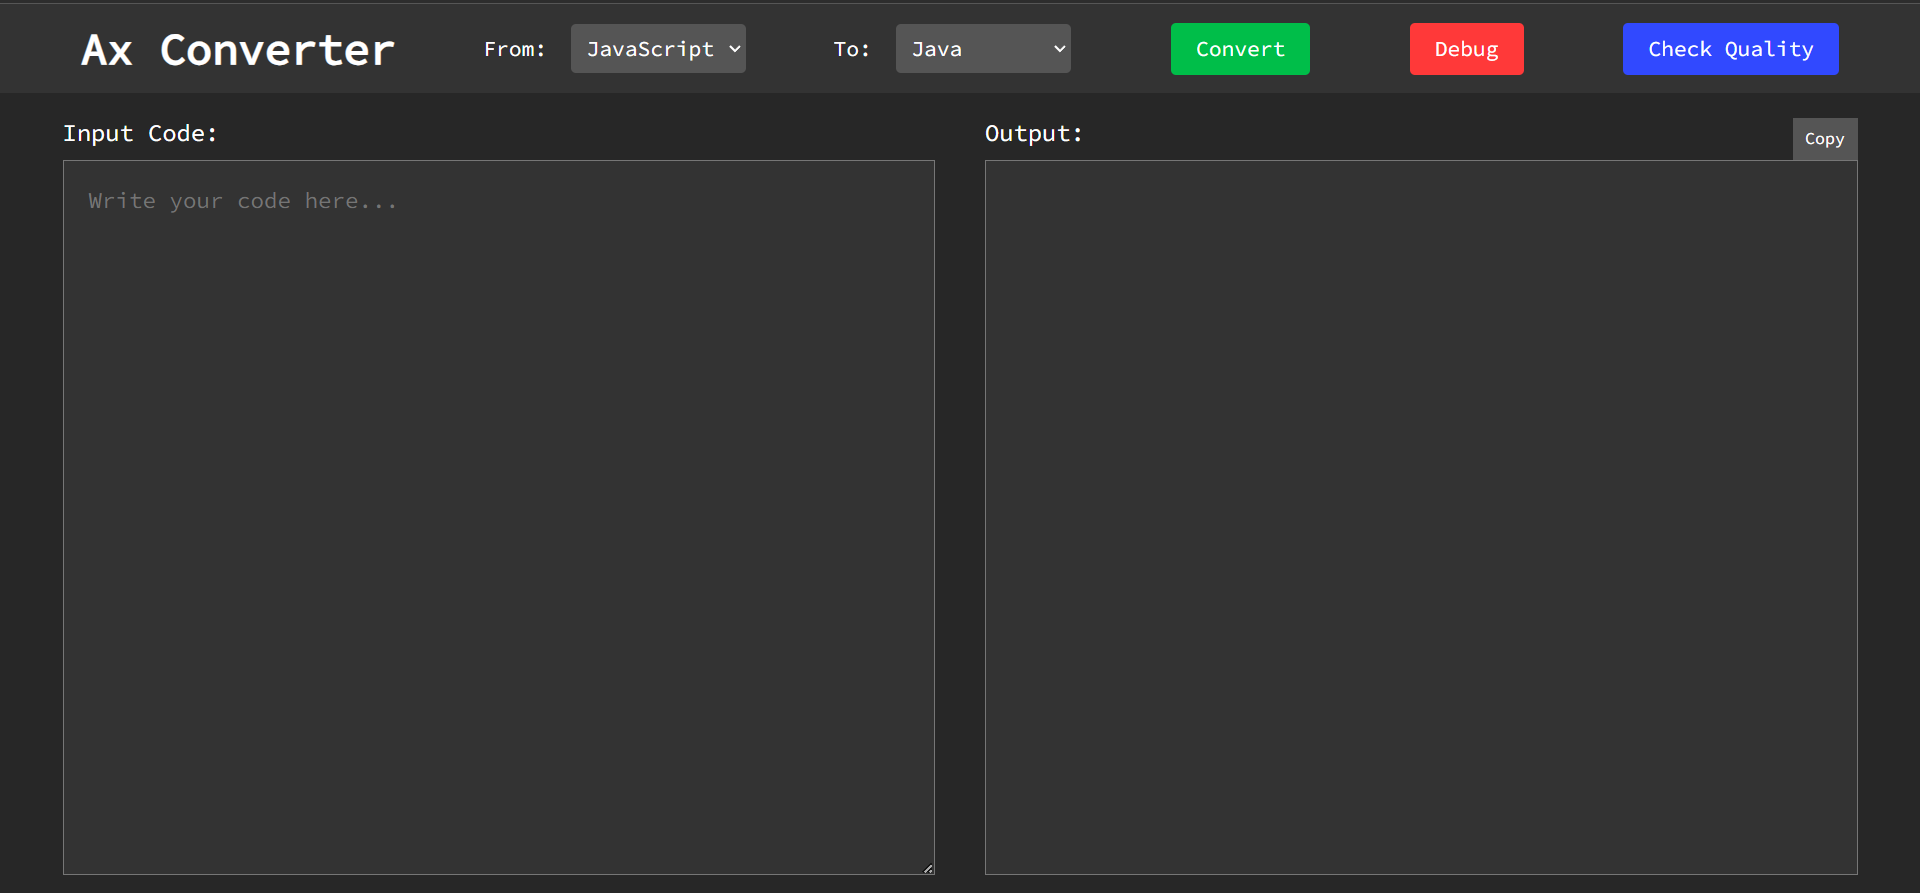 Ax Converter From: JavaScript To: Java Convert Debug Check Quality
Input Code:
Write your code here...
Output:
Copy